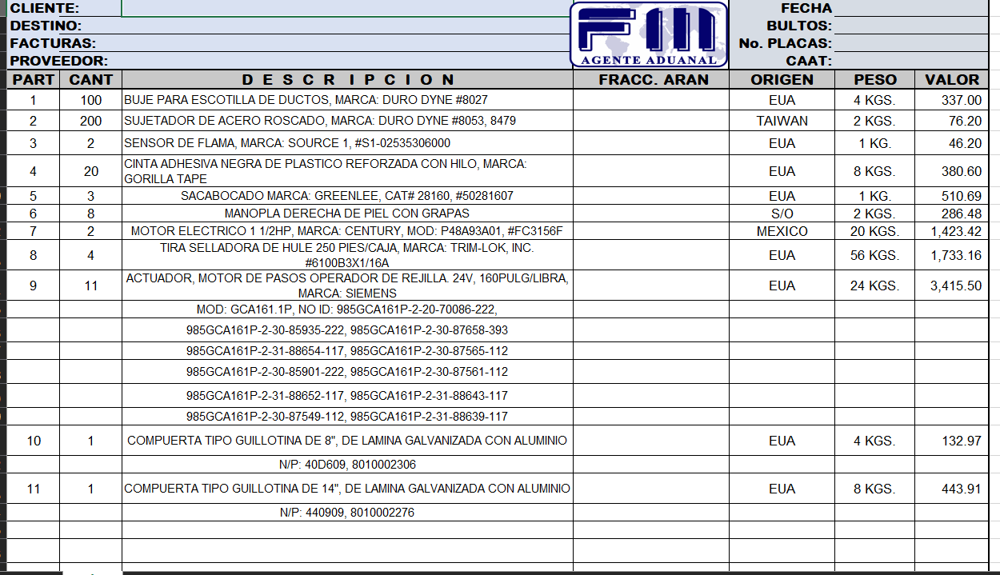 CLIENTE:
DESTINO:
FACTURAS:
PROVEEDOR:
FM
AGENTE ADUANAL
FECHA
BULTOS:
No. PLACAS:
CAAT:
PART CANT D E S C R I P C I O N FRACC. ARAN ORIGEN PESO VALOR
1 100 BUJE PARA ESCOTILLA DE DUCTOS, MARCA: DURO DYNE #8027 EUA 4 KGS. 337.00
2 200 SUJETADOR DE ACERO ROSCADO, MARCA: DURO DYNE #8053, 8479 TAIWAN 2 KGS. 76.20
3 2 SENSOR DE FLAMA, MARCA: SOURCE 1, #S1-02535306000 EUA 1 KG. 46.20
4 20 CINTA ADHESIVA NEGRA DE PLASTICO REFORZADA CON HILO, MARCA:
GORILLA TAPE EUA 8 KGS. 380.60
5 3 SACABOCADO MARCA: GREENLEE, CAT# 28160, #50281607 EUA 1 KG. 510.69
6 8 MANOPLA DERECHA DE PIEL CON GRAPAS S/O 2 KGS. 286.48
7 2 MOTOR ELECTRICO 1 1/2HP, MARCA: CENTURY, MOD: P48A93A01, #FC3156F MEXICO 20 KGS. 1,423.42
8 4 TIRA SELLADORA DE HULE 250 PIES/CAJA, MARCA: TRIM-LOK, INC.
#6100B3X1/16A EUA 56 KGS. 1,733.16
9 11 ACTUADOR, MOTOR DE PASOS OPERADOR DE REJILLA. 24V, 160PULG/LIBRA,
MARCA: SIEMENS EUA 24 KGS. 3,415.50
MOD: GCA161.1P, NO ID: 985GCA161P-2-20-70086-222,
985GCA161P-2-30-85935-222, 985GCA161P-2-30-87658-393
985GCA161P-2-31-88654-117, 985GCA161P-2-30-87565-112
985GCA161P-2-30-85901-222, 985GCA161P-2-30-87561-112
985GCA161P-2-31-88652-117, 985GCA161P-2-31-88643-117
985GCA161P-2-30-87549-112, 985GCA161P-2-31-88639-117
10 1 COMPUERTA TIPO GUILLOTINA DE 8", DE LAMINA GALVANIZADA CON ALUMINIO EUA 4 KGS. 132.97
N/P: 40D609, 8010002306
11 1 COMPUERTA TIPO GUILLOTINA DE 14", DE LAMINA GALVANIZADA CON ALUMINIO EUA 8 KGS. 443.91
N/P: 440909, 8010002276